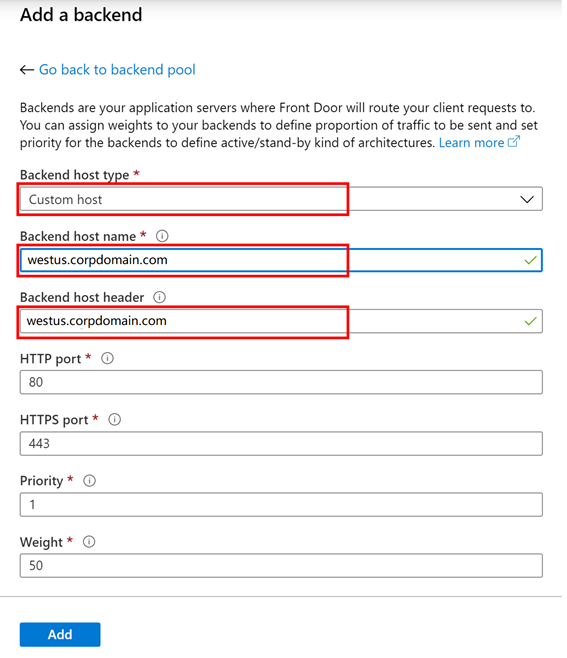 Add a backend
← Go back to backend pool
Backends are your application servers where Front Door will route your client requests to.
You can assign weights to your backends to define proportion of traffic to be sent and set
priority for the backends to define active/stand-by kind of architectures. Learn more
Backend host type *
Custom host
Backend host name *
westus.corpdomain.com
Backend host header
westus.corpdomain.com
HTTP port *
80
HTTPS port *
443
Priority *
1
Weight *
50
Add